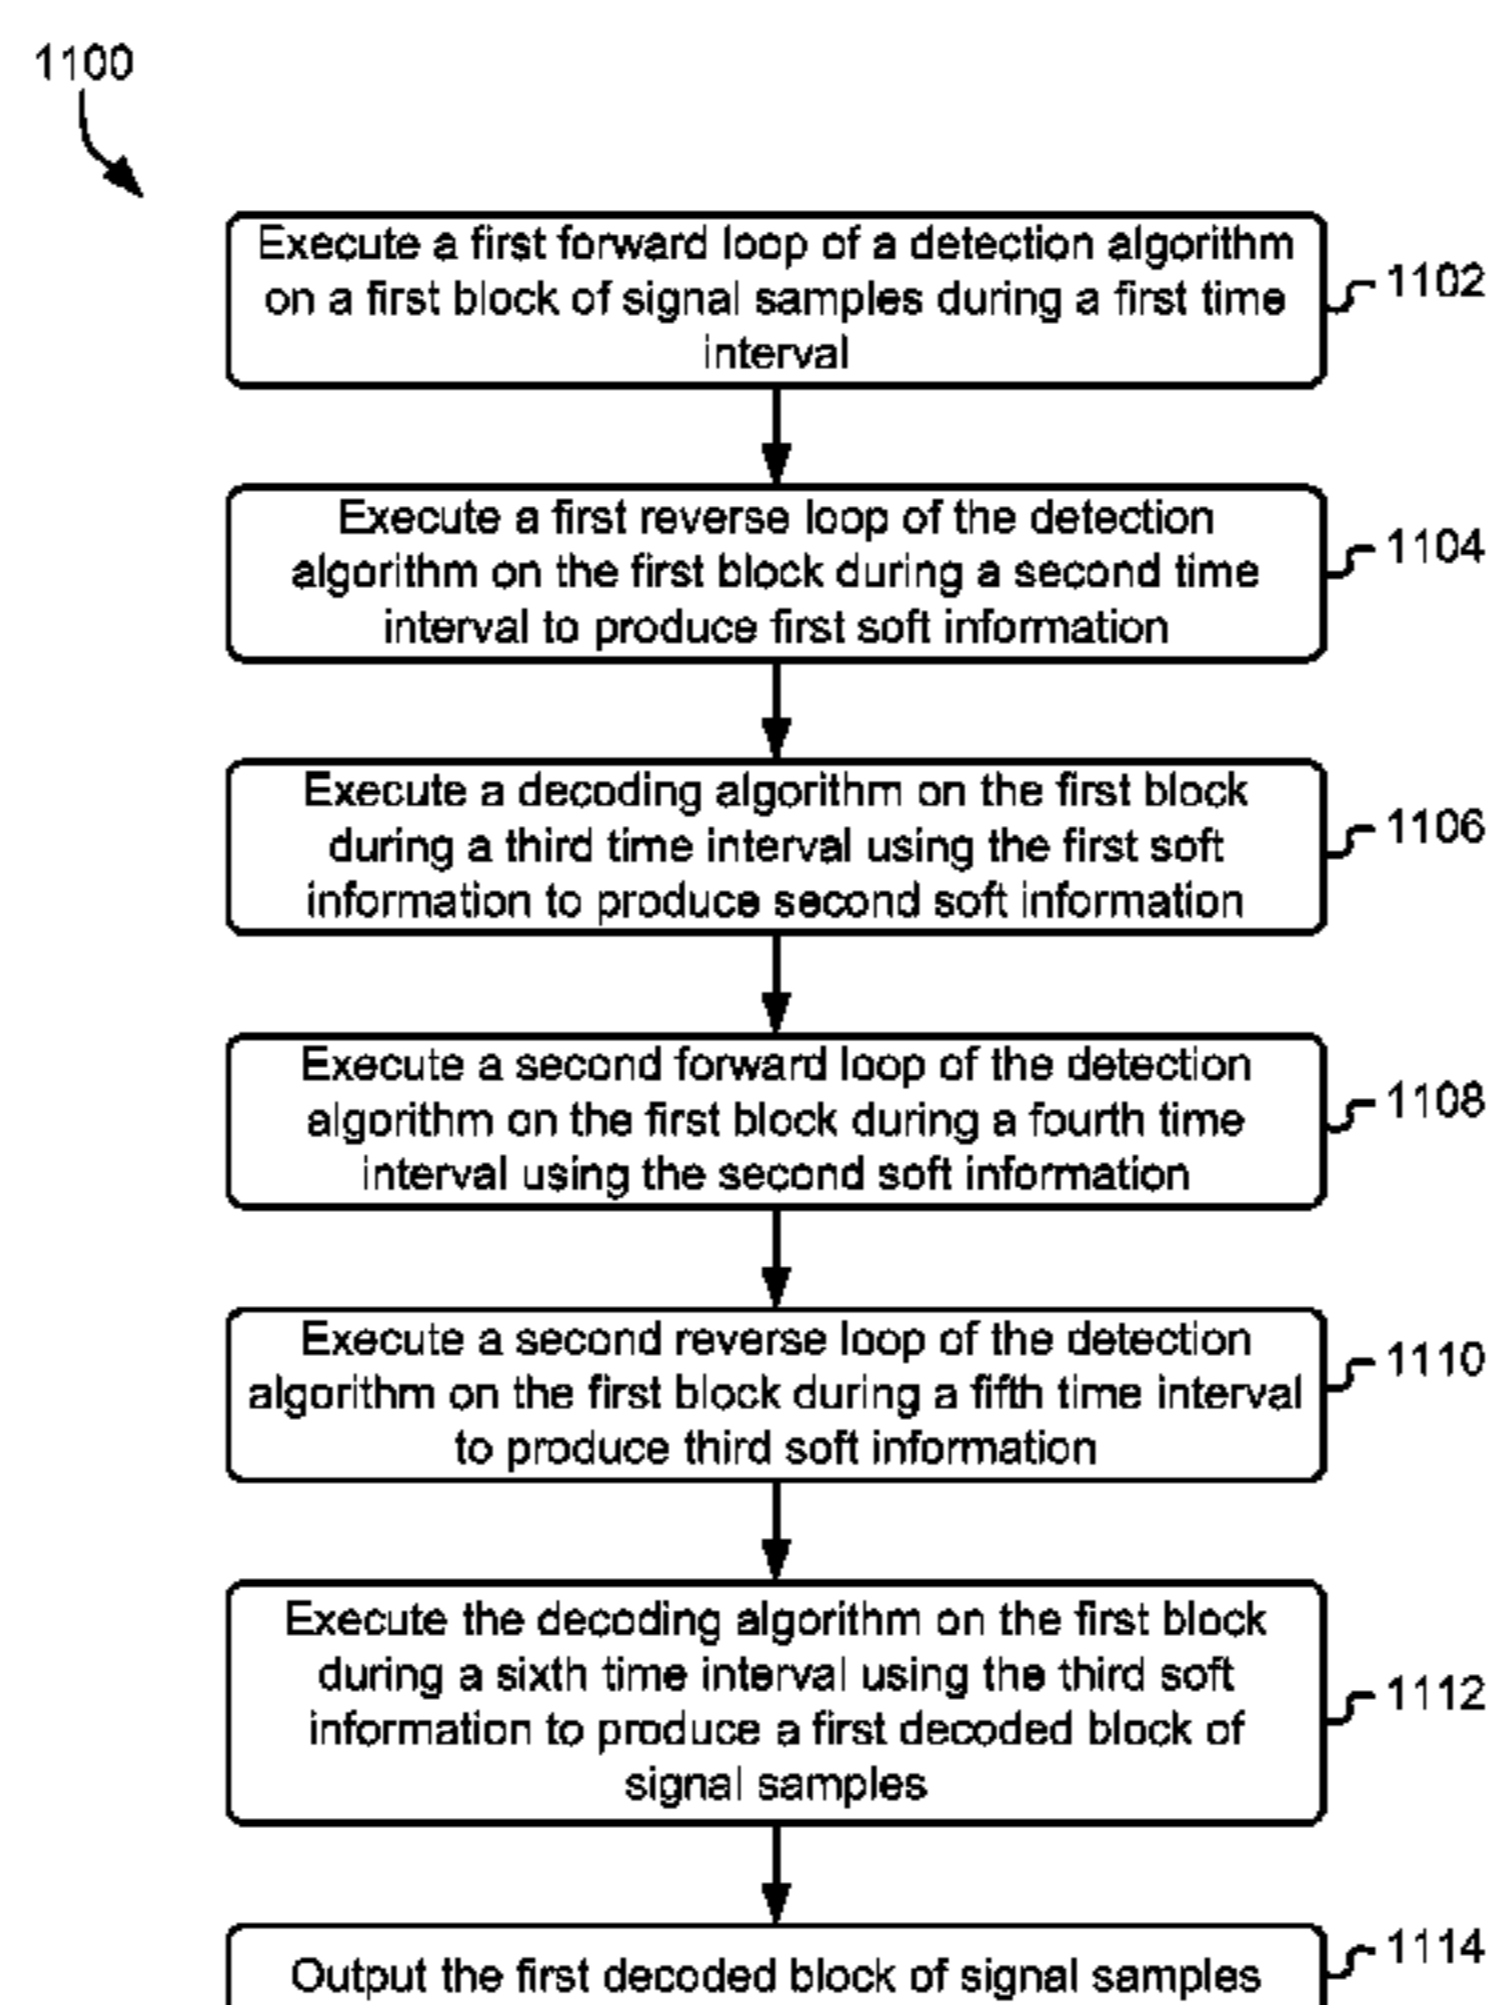 1100
Execute a first forward loop of a detection algorithm
on a first block of signal samples during a first time
interval
1102
Execute a first reverse loop of the detection
algorithm on the first block during a second time
interval to produce first soft information
1104
Execute a decoding algorithm on the first block
during a third time interval using the first soft
information to produce second soft information
1106
Execute a second forward loop of the detection
algorithm on the first block during a fourth time
interval using the second soft information
1108
Execute a second reverse loop of the detection
algorithm on the first block during a fifth time interval
to produce third soft information
1110
Execute the decoding algorithm on the first block
during a sixth time interval using the third soft
information to produce a first decoded block of
signal samples
1112
Output the first decoded block of signal samples
1114